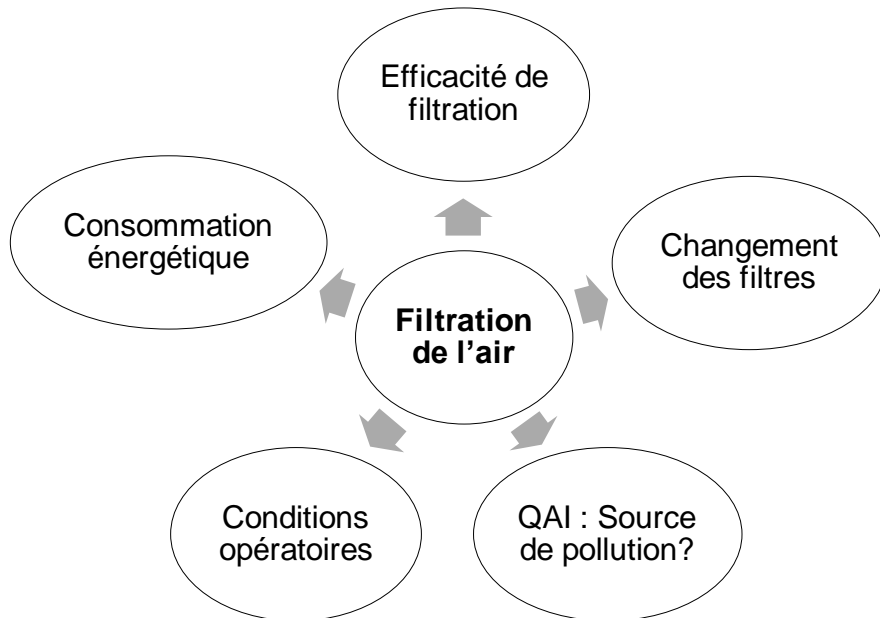 Efficacité de
filtration
Consommation
énergétique
Changement
des filtres
Filtration
de l’air
Conditions
opératoires
QAI : Source
de pollution?